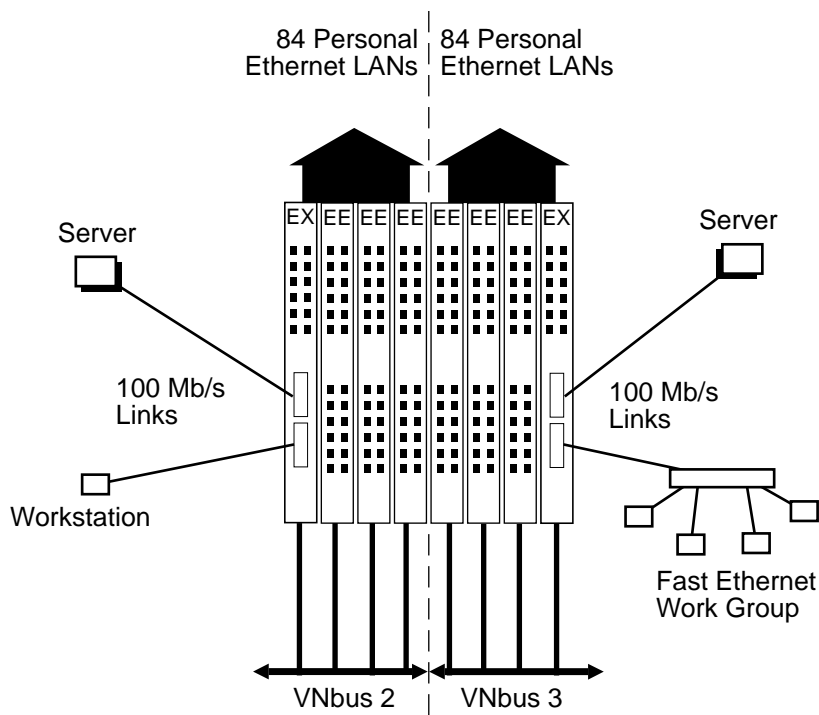 84 Personal
Ethernet LANs
84 Personal
Ethernet LANs
EX EE EE EE EE EE EE EX
Server
Server
100 Mb/s
Links
100 Mb/s
Links
Workstation
Fast Ethernet
Work Group
VNbus 2
VNbus 3